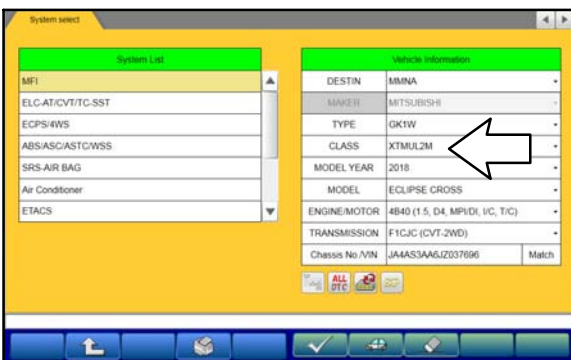 System select
System List
MFI
ELC-AT/CVT/TC-SST
ECPS/4WS
ABS/ASC/ASTC/WSS
SRS-AIR BAG
Air Conditioner
ETACS
Vehicle Information
DESTIN MMNA
MAKER MITSUBISHI
TYPE GK1W
CLASS XTMUL2M
MODEL YEAR 2018
MODEL ECLIPSE CROSS
ENGINE/MOTOR 4B40 (1.5, D4, MPI/DI, I/C, T/C)
TRANSMISSION F1CJC (CVT-2WD)
Chassis No./VIN JA4AS3AA6JZ037696 Match
ALL
DTC